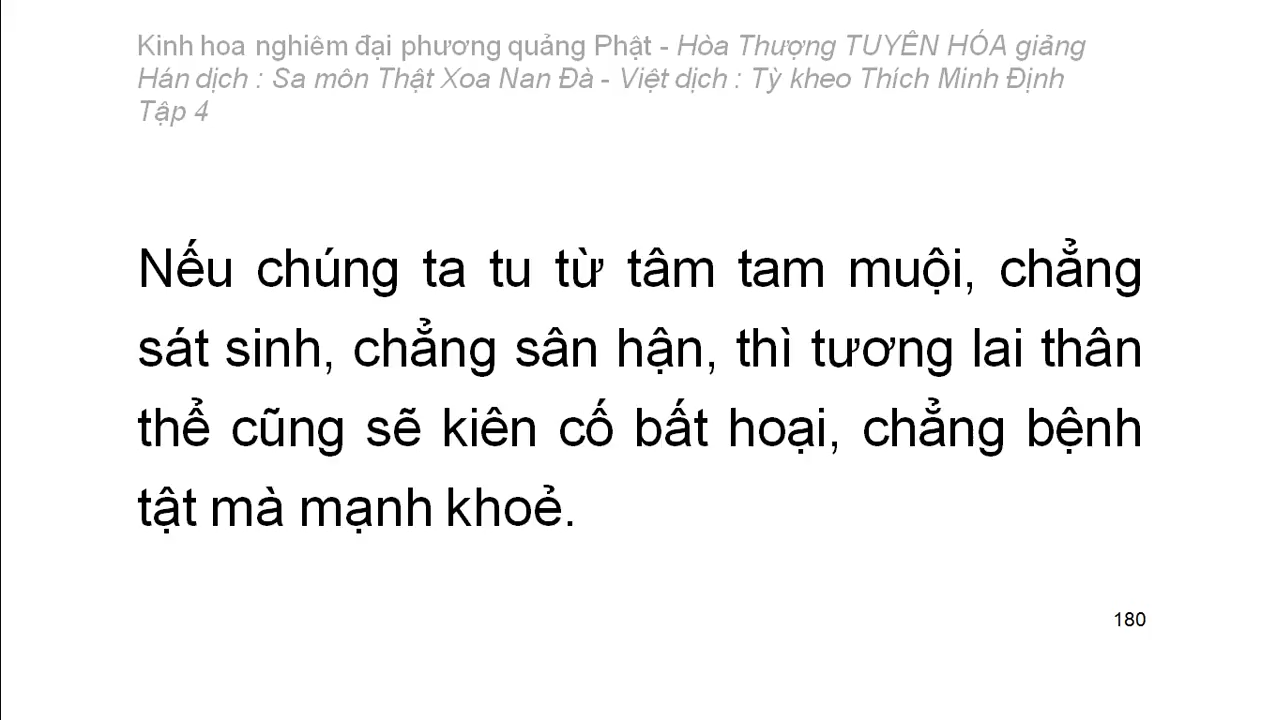 Kinh hoa nghiêm đại phương quảng Phật - Hòa Thượng TUYÊN HÓA giảng
Hán dịch : Sa môn Thật Xoa Nan Đà - Việt dịch : Tỳ kheo Thích Minh Định
Tập 4
Nếu chúng ta tu từ tâm tam muội, chẳng
sát sinh, chẳng sân hận, thì tương lai thân
thể cũng sẽ kiên cố bất hoại, chẳng bệnh
tật mà mạnh khoẻ.
180